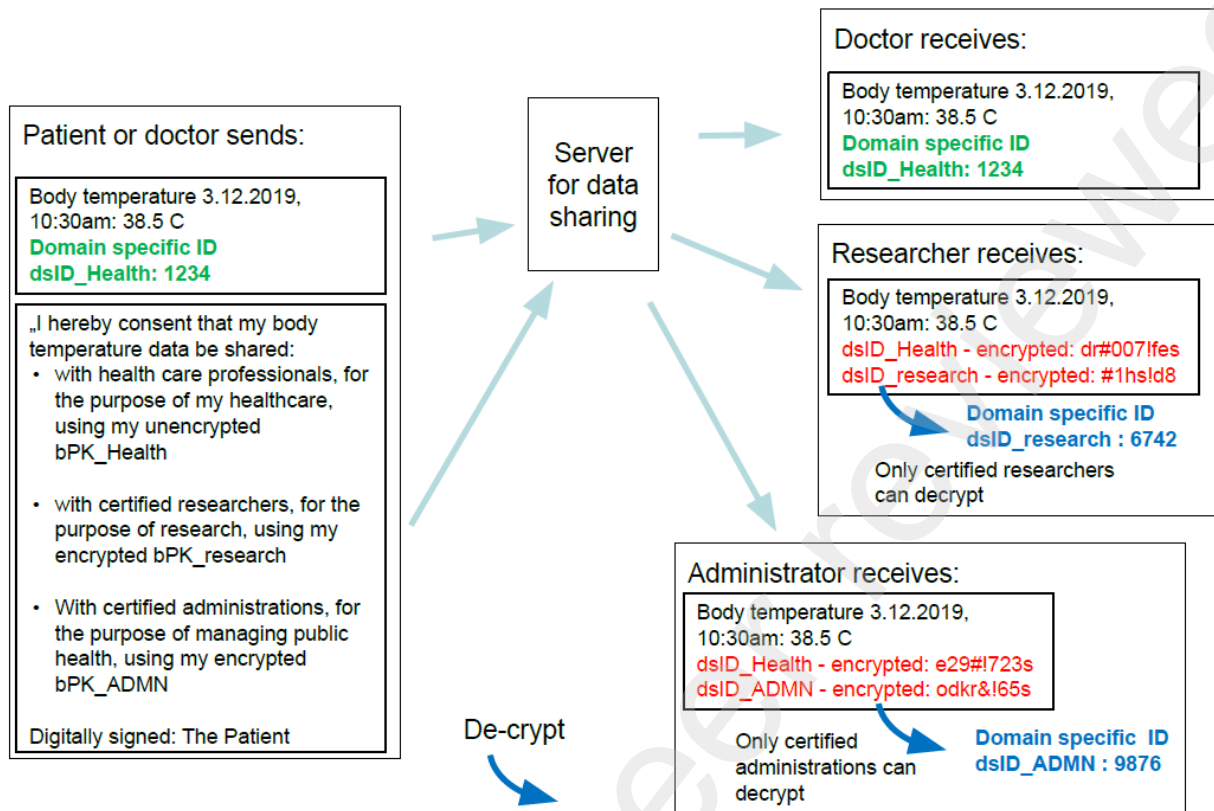 Patient or doctor sends:
Body temperature 3.12.2019,
10:30am: 38.5 C
Domain specific ID
dsID_Health: 1234
„I hereby consent that my body
temperature data be shared:
• with health care professionals, for
the purpose of my healthcare,
using my unencrypted
bPK_Health
• with certified researchers, for the
purpose of research, using my
encrypted bPK_research
• With certified administrations, for
the purpose of managing public
health, using my encrypted
bPK_ADMN
Digitally signed: The Patient
Server
for data
sharing
Doctor receives:
Body temperature 3.12.2019,
10:30am: 38.5 C
Domain specific ID
dsID_Health: 1234
Researcher receives:
Body temperature 3.12.2019,
10:30am: 38.5 C
dsID_Health - encrypted: dr#007!fes
dsID_research - encrypted: #1hs!d8
Domain specific ID
dsID_research : 6742
Only certified researchers
can decrypt
Administrator receives:
Body temperature 3.12.2019,
10:30am: 38.5 C
dsID_Health - encrypted: e29#!723s
dsID_ADMN - encrypted: odkr&!65s
Only certified
administrations can
decrypt
Domain specific ID
dsID_ADMN : 9876
De-crypt